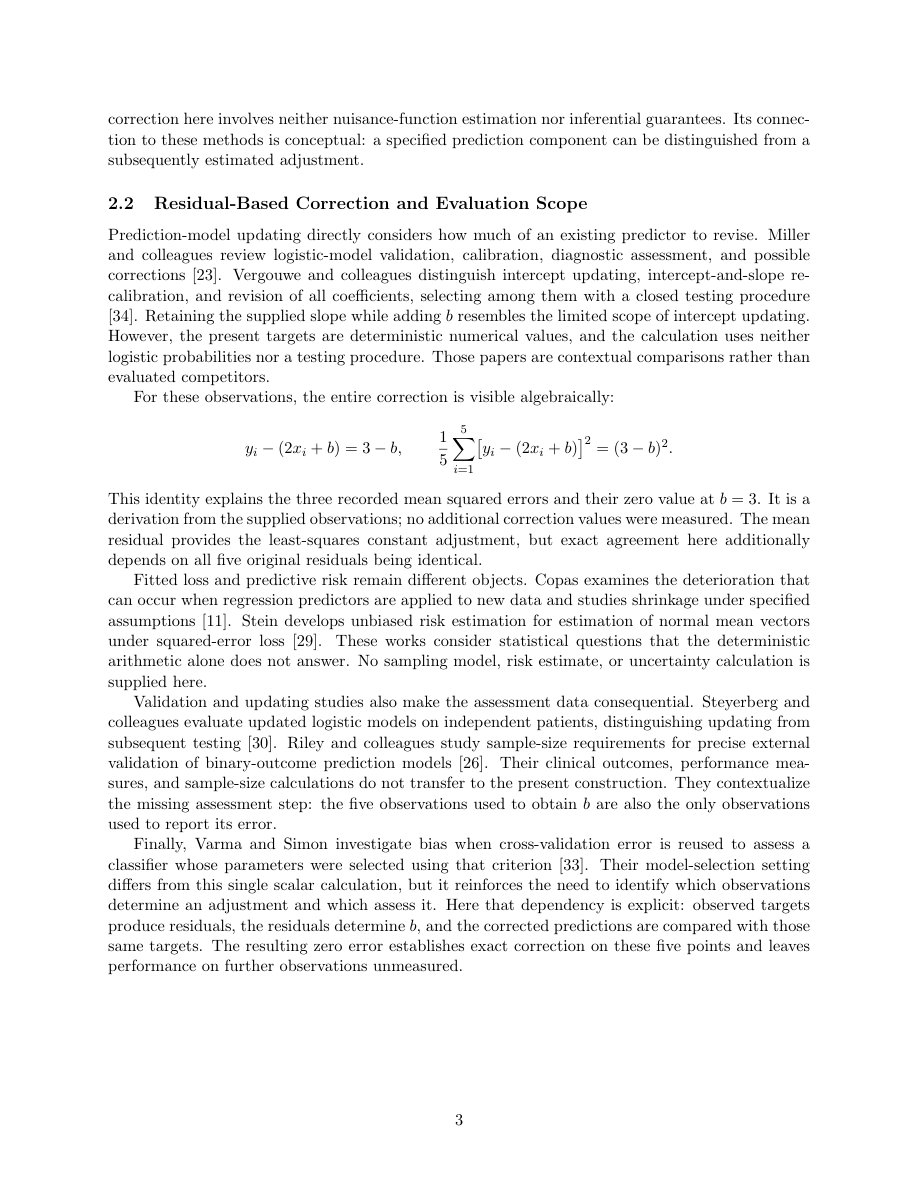 correction here involves neither nuisance-function estimation nor inferential guarantees. Its connec-
tion to these methods is conceptual: a specified prediction component can be distinguished from a
subsequently estimated adjustment.
2.2 Residual-Based Correction and Evaluation Scope
Prediction-model updating directly considers how much of an existing predictor to revise. Miller
and colleagues review logistic-model validation, calibration, diagnostic assessment, and possible
corrections [23]. Vergouwe and colleagues distinguish intercept updating, intercept-and-slope re-
calibration, and revision of all coefficients, selecting among them with a closed testing procedure
[34]. Retaining the supplied slope while adding b resembles the limited scope of intercept updating.
However, the present targets are deterministic numerical values, and the calculation uses neither
logistic probabilities nor a testing procedure. Those papers are contextual comparisons rather than
evaluated competitors.
For these observations, the entire correction is visible algebraically:
y_i − (2x_i + b) = 3 − b, 1/5 ∑_{i=1}^{5} [y_i − (2x_i + b)]^2 = (3 − b)^2.
This identity explains the three recorded mean squared errors and their zero value at b = 3. It is a
derivation from the supplied observations; no additional correction values were measured. The mean
residual provides the least-squares constant adjustment, but exact agreement here additionally
depends on all five original residuals being identical.
Fitted loss and predictive risk remain different objects. Copas examines the deterioration that
can occur when regression predictors are applied to new data and studies shrinkage under specified
assumptions [11]. Stein develops unbiased risk estimation for estimation of normal mean vectors
under squared-error loss [29]. These works consider statistical questions that the deterministic
arithmetic alone does not answer. No sampling model, risk estimate, or uncertainty calculation is
supplied here.
Validation and updating studies also make the assessment data consequential. Steyerberg and
colleagues evaluate updated logistic models on independent patients, distinguishing updating from
subsequent testing [30]. Riley and colleagues study sample-size requirements for precise external
validation of binary-outcome prediction models [26]. Their clinical outcomes, performance mea-
sures, and sample-size calculations do not transfer to the present construction. They contextualize
the missing assessment step: the five observations used to obtain b are also the only observations
used to report its error.
Finally, Varma and Simon investigate bias when cross-validation error is reused to assess a
classifier whose parameters were selected using that criterion [33]. Their model-selection setting
differs from this single scalar calculation, but it reinforces the need to identify which observations
determine an adjustment and which assess it. Here that dependency is explicit: observed targets
produce residuals, the residuals determine b, and the corrected predictions are compared with those
same targets. The resulting zero error establishes exact correction on these five points and leaves
performance on further observations unmeasured.
3